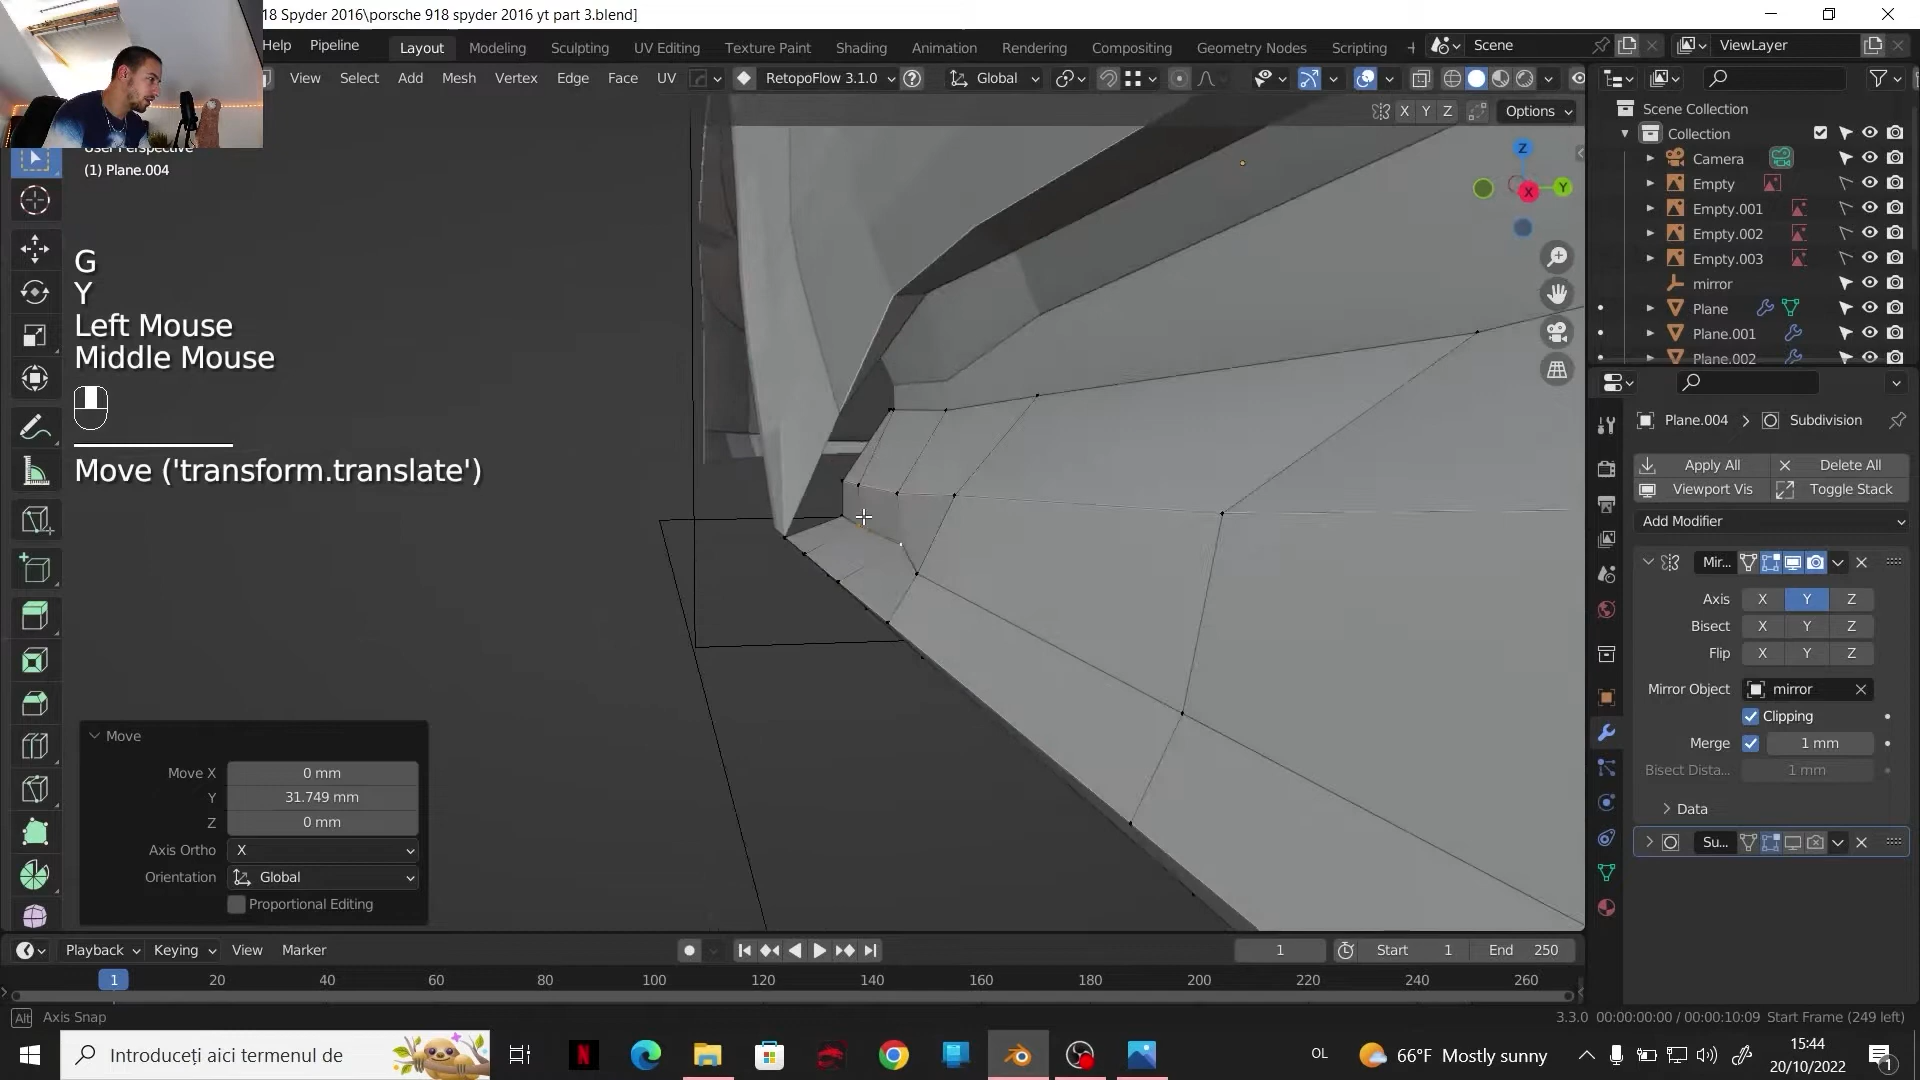 18 Spyder 2016\porsche 918 spyder 2016 yt part 3.blend]
Help Pipeline Layout Modeling Sculpting UV Editing Texture Paint Shading Animation Rendering Compositing Geometry Nodes Scripting + Scene ViewLayer
View Select Add Mesh Vertex Edge Face UV RetopoFlow 3.1.0 Global
X Y Z Options
(1) Plane.004
G
Y
Left Mouse
Middle Mouse
Move ('transform.translate')
Z
X
Y
Move
Move X 0 mm
Y 31.749 mm
Z 0 mm
Axis Ortho X
Orientation Global
Proportional Editing
Scene Collection
Collection
Camera
Empty
Empty.001
Empty.002
Empty.003
mirror
Plane
Plane.001
Plane.002
Plane.004 > Subdivision
Apply All Delete All
Viewport Vis Toggle Stack
Add Modifier
Mir...
Axis X Y Z
Bisect X Y Z
Flip X Y Z
Mirror Object mirror
Clipping
Merge 1 mm
Bisect Dista... 1 mm
Data
Su...
Playback Keying View Marker 1 Start 1 End 250
1 20 40 60 80 100 120 140 160 180 200 220 240 260
Alt Axis Snap 3.3.0 00:00:00:00 / 00:00:10:09 Start Frame (249 left)
Introduceți aici termenul de OL 66°F Mostly sunny 15:44
20/10/2022 1